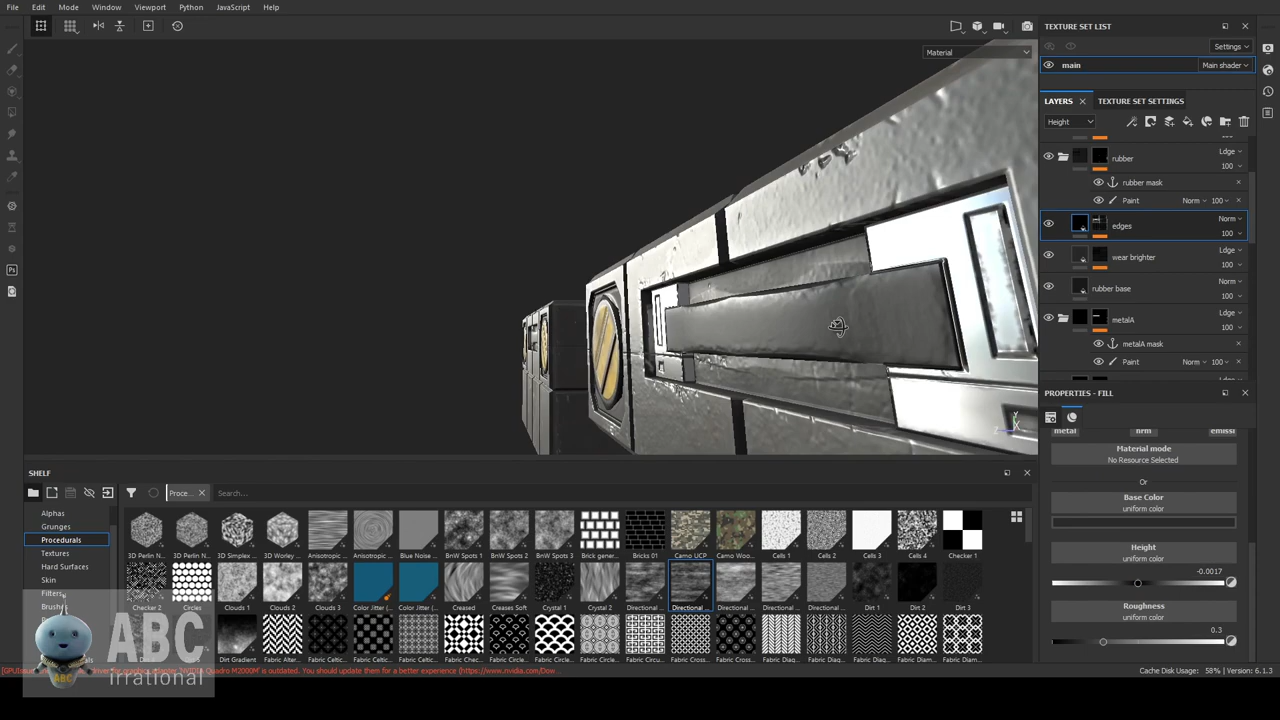 File Edit Mode Window Viewport Python JavaScript Help
Material
TEXTURE SET LIST
Settings
main Main shader
LAYERS TEXTURE SET SETTINGS
Height
Ldge
rubber 100
rubber mask
Paint Norm 100
Norm
edges 100
Ldge
wear brighter 100
Norm
rubber base 100
Ldge
metalA 100
metalA mask
Paint Norm 100
PROPERTIES - FILL
metal nrm emissi
Material mode
No Resource Selected
Or
Base Color
uniform color
Height
uniform color
-0.0017
Roughness
uniform color
0.3
SHELF
Proce... Search...
Alphas
Grunges
Procedurals
Textures
Hard Surfaces
Skin
Filters
Brushes
3D Perlin N... 3D Perlin N... 3D Simplex ... 3D Worley ... Anisotropic ... Anisotropic ... Blue Noise ... BnW Spots 1 BnW Spots 2 BnW Spots 3 Brick gener... Bricks 01 Camo UCP Camo Woo... Cells 1 Cells 2 Cells 3 Cells 4 Checker 1
Checker 2 Circles Clouds 1 Clouds 2 Clouds 3 Color Jitter (... Color Jitter (... Creased Creases Soft Crystal 1 Crystal 2 Directional ... Directional ... Directional ... Directional ... Directional ... Dirt 1 Dirt 2 Dirt 3
Dirt Gradient Fabric Alter... Fabric Celtic... Fabric Celtic... Fabric Celtic... Fabric Chec... Fabric Circle... Fabric Circle... Fabric Circle... Fabric Circu... Fabric Cross... Fabric Cross... Fabric Diag... Fabric Diag... Fabric Diag... Fabric Diam... Fabric Diam...
ABC
irrational
ABC
Cache Disk Usage: 58% | Version: 6.1.3